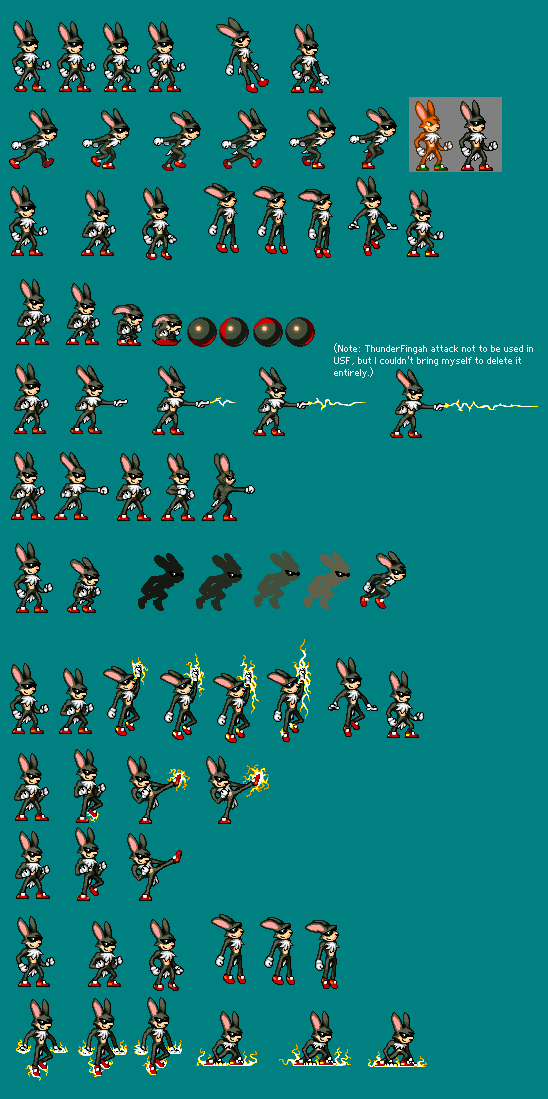 (Note: ThunderFingah attack not to be used in
USF, but I couldn't bring myself to delete it
entirely.)